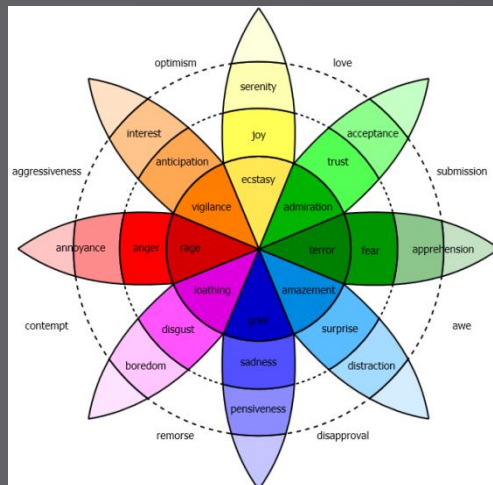 optimism
love
serenity
interest
acceptance
joy
anticipation
trust
aggressiveness
submission
ecstasy
vigilance
admiration
annoyance
anger
rage
terror
fear
apprehension
loathing
amazement
grief
disgust
surprise
contempt
awe
sadness
boredom
distraction
pensiveness
remorse
disapproval